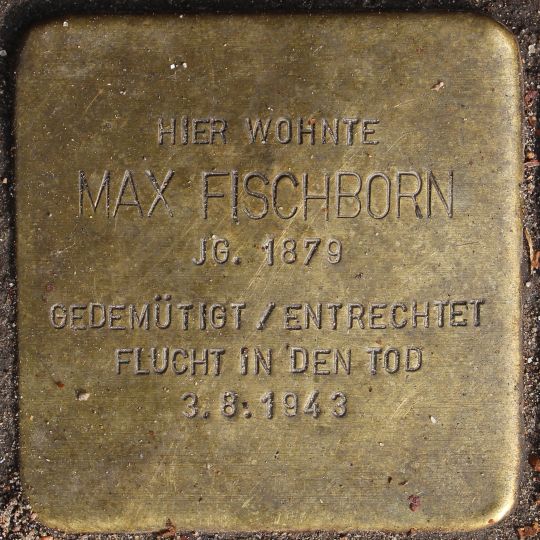 HIER WOHNTE
MAX FISCHBORN
JG. 1879
GEDEMÜTIGT / ENTRECHTET
FLUCHT IN DEN TOD
3.8.1943